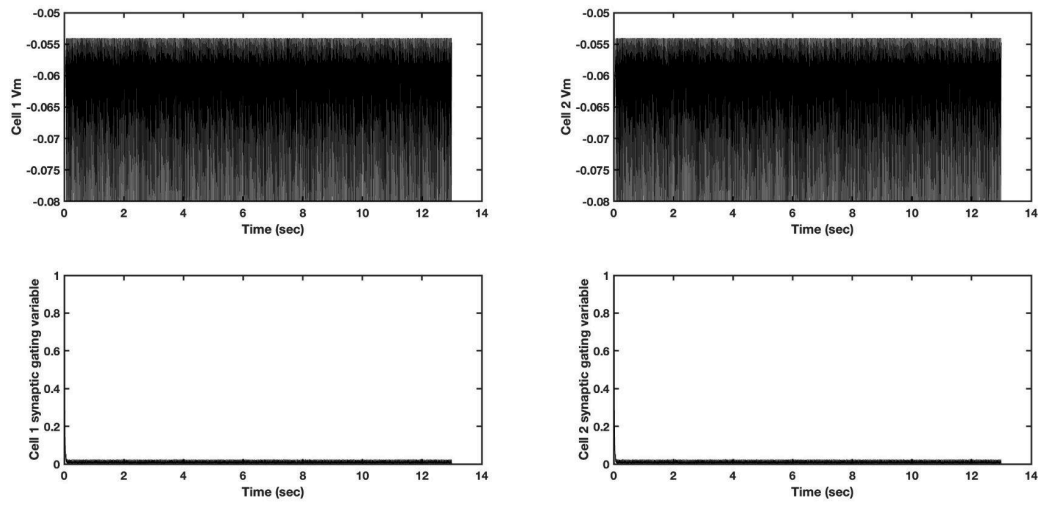 -0.05
-0.055
-0.06
-0.065
-0.07
-0.075
-0.08
Cell 1 Vm
0 2 4 6 8 10 12 14
Time (sec)
-0.05
-0.055
-0.06
-0.065
-0.07
-0.075
-0.08
Cell 2 Vm
0 2 4 6 8 10 12 14
Time (sec)
1
0.8
0.6
0.4
0.2
0
Cell 1 synaptic gating variable
0 2 4 6 8 10 12 14
Time (sec)
1
0.8
0.6
0.4
0.2
0
Cell 2 synaptic gating variable
0 2 4 6 8 10 12 14
Time (sec)